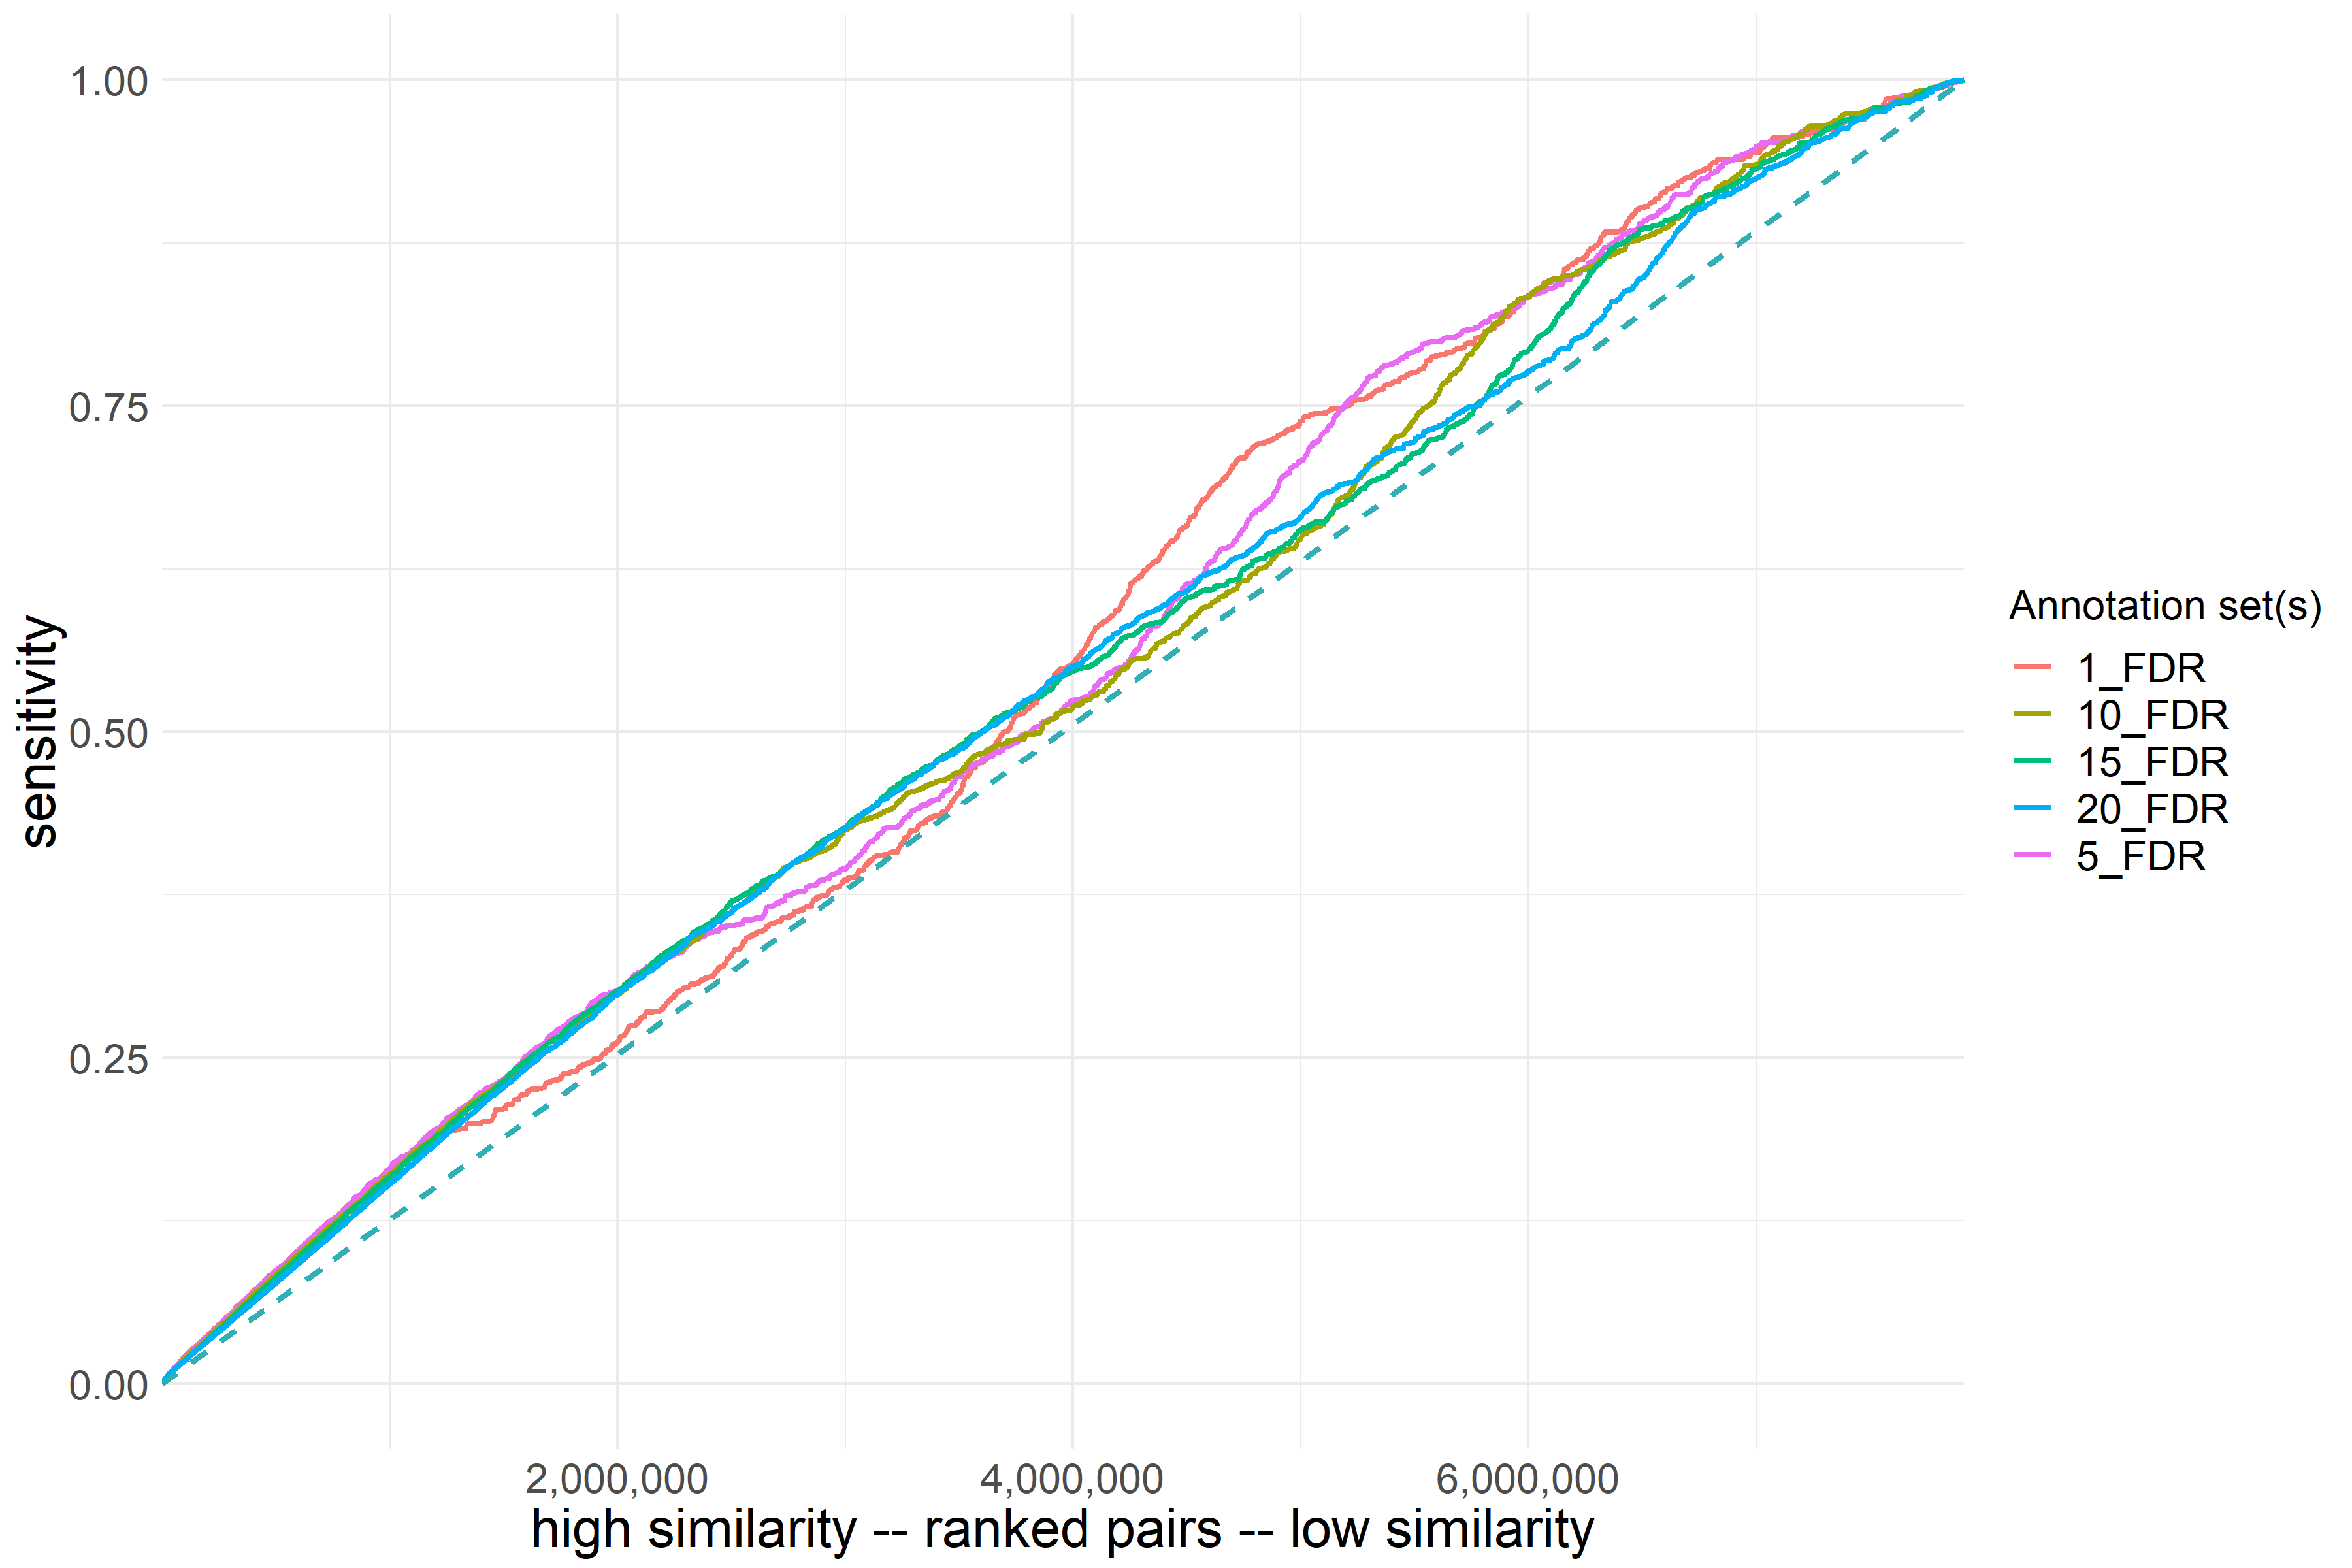 1.00
0.75
0.50
0.25
0.00
sensitivity
2,000,000
4,000,000
6,000,000
high similarity -- ranked pairs -- low similarity
Annotation set(s)
1_FDR
10_FDR
15_FDR
20_FDR
5_FDR